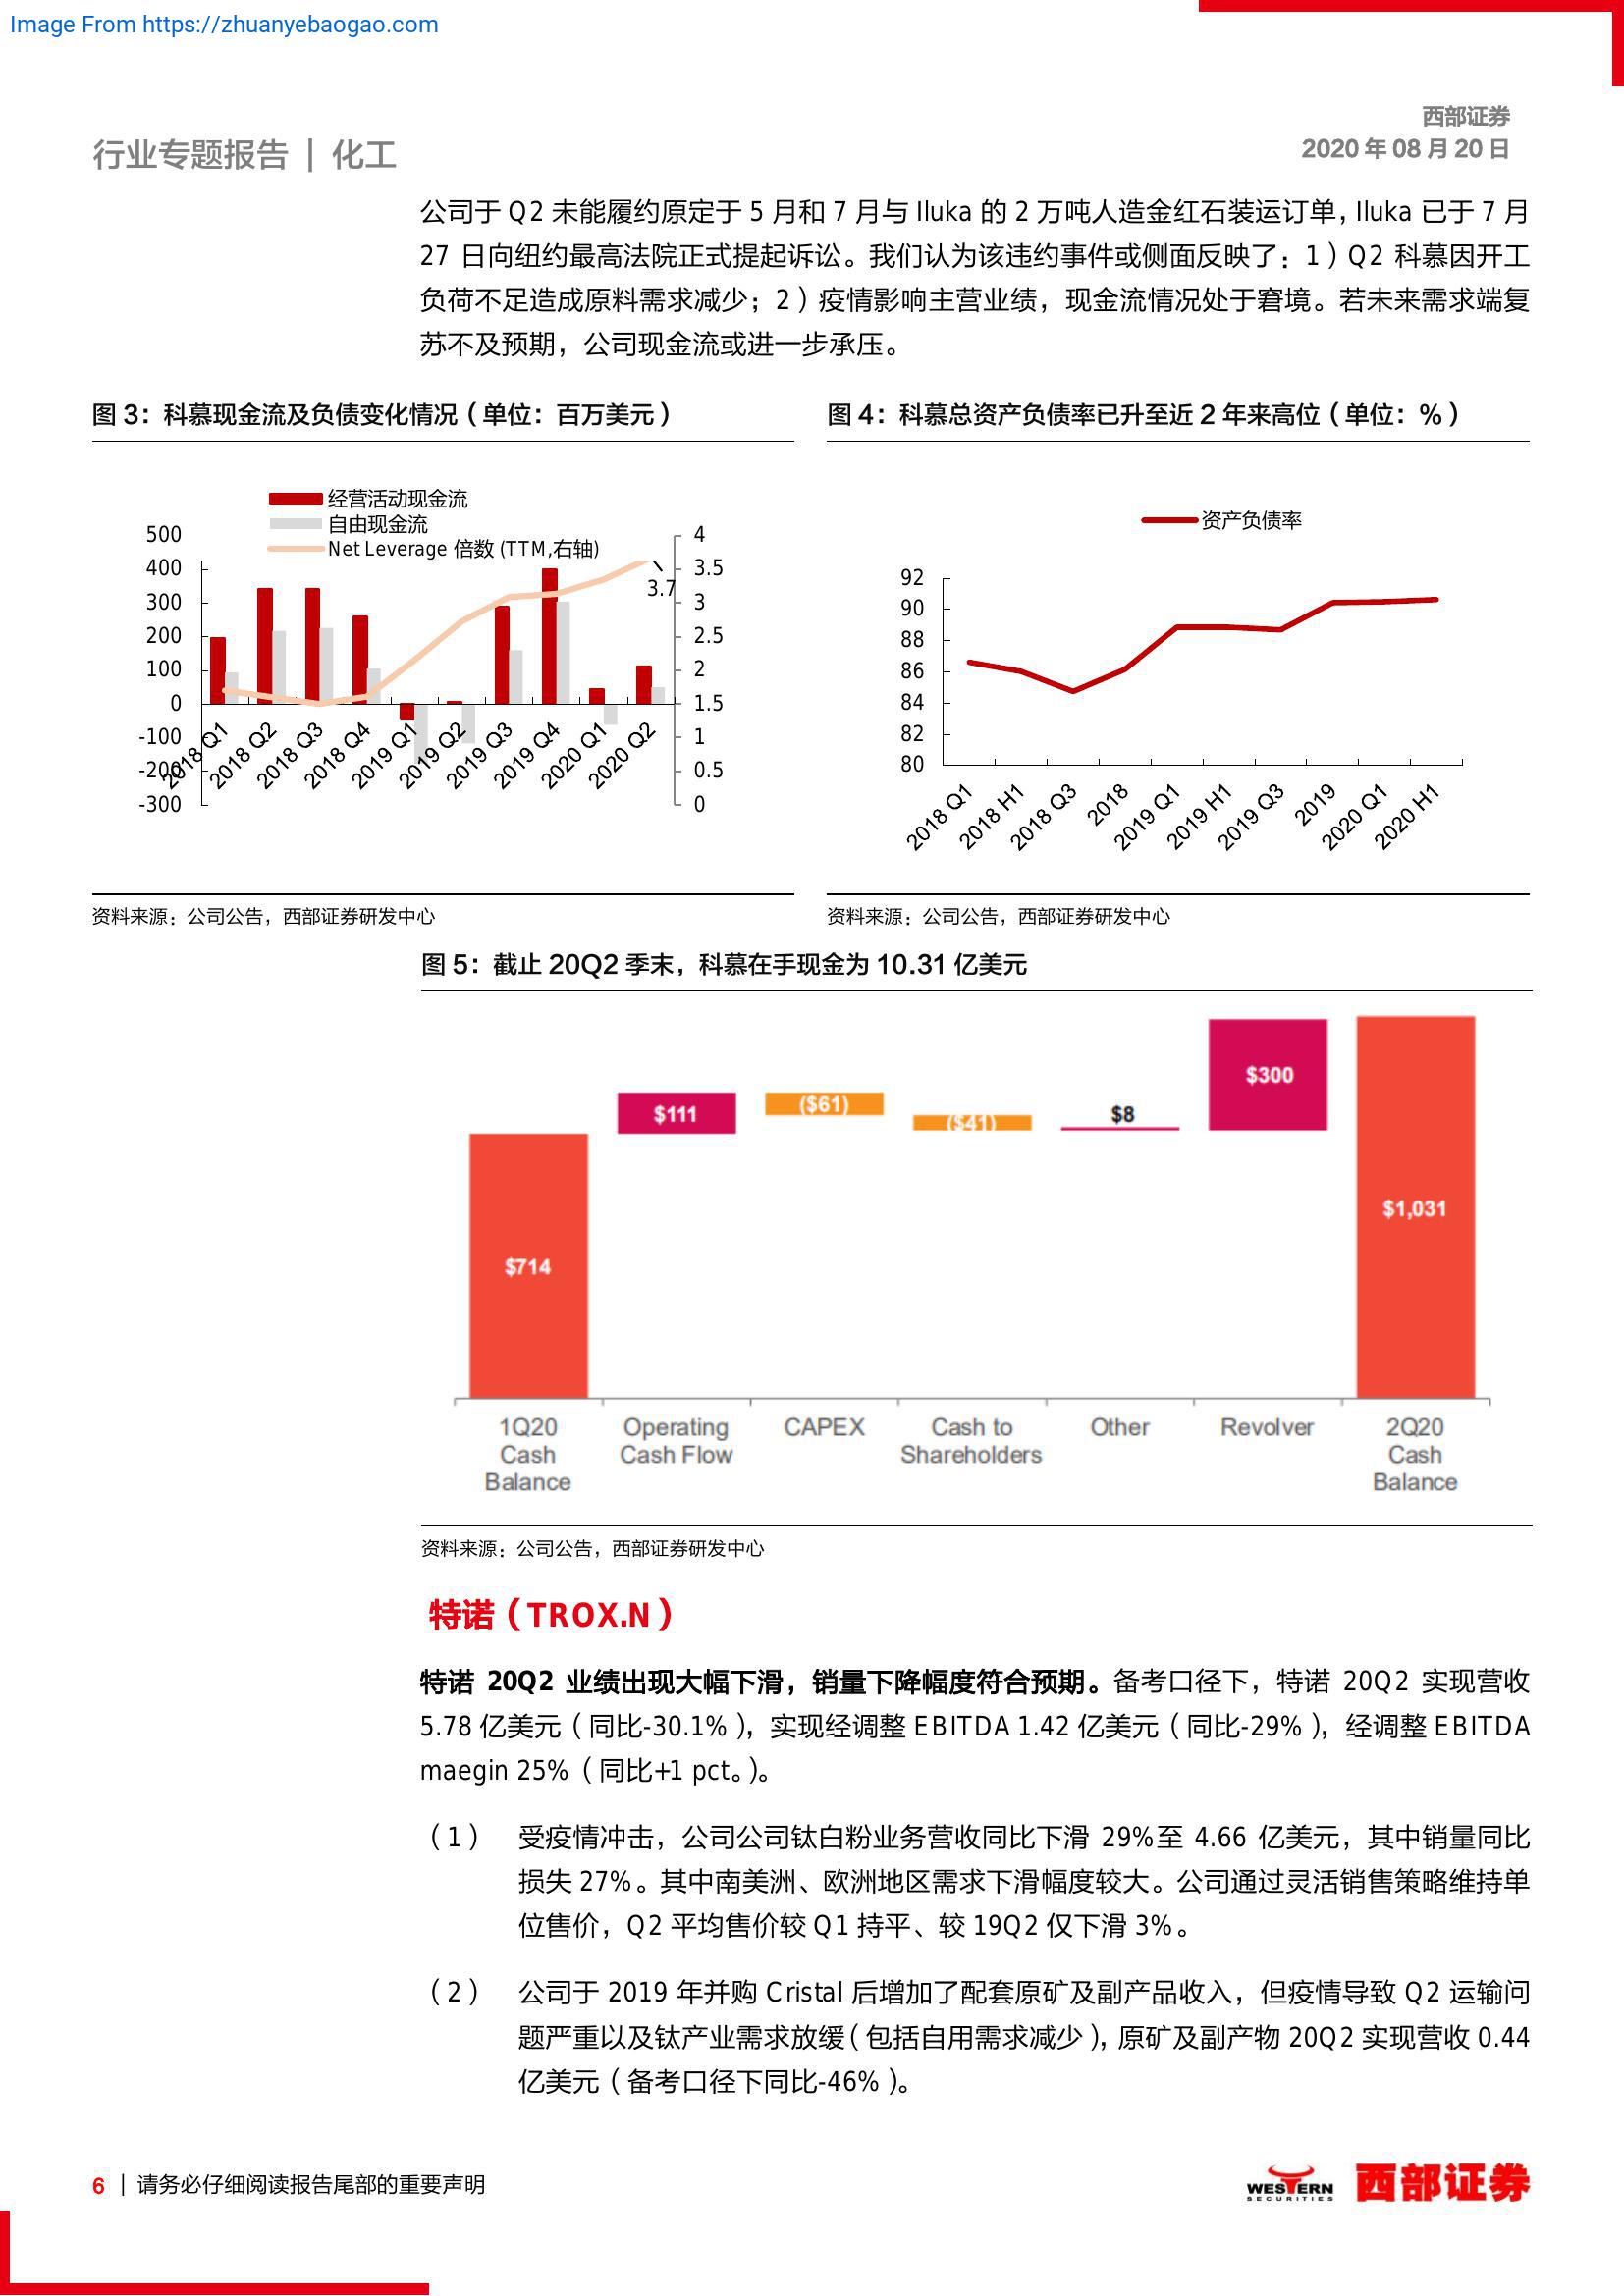 Image From https://zhuanyebaogao.com
西部证券
行业专题报告 | 化工
2020 年 08 月 20 日
公司于 Q2 未能履约原定于 5 月和 7 月与 Iluka 的 2 万吨人造金红石装运订单，Iluka 已于 7 月
27 日向纽约最高法院正式提起诉讼。我们认为该违约事件或侧面反映了：1）Q2 科慕因开工
负荷不足造成原料需求减少；2）疫情影响主营业绩，现金流情况处于窘境。若未来需求端复
苏不及预期，公司现金流或进一步承压。
图 3：科慕现金流及负债变化情况（单位：百万美元）
经营活动现金流
自由现金流
Net Leverage 倍数 (TTM,右轴)
500
400
300
200
100
0
-100
-200
-300
4
3.5
3
2.5
2
1.5
1
0.5
0
3.7
2018 Q1
2018 Q2
2018 Q3
2018 Q4
2019 Q1
2019 Q2
2019 Q3
2019 Q4
2020 Q1
2020 Q2
资料来源：公司公告，西部证券研发中心
图 4：科慕总资产负债率已升至近 2 年来高位（单位：%）
资产负债率
92
90
88
86
84
82
80
2018 Q1
2018 H1
2018 Q3
2018
2019 Q1
2019 H1
2019 Q3
2019
2020 Q1
2020 H1
资料来源：公司公告，西部证券研发中心
图 5：截止 20Q2 季末，科慕在手现金为 10.31 亿美元
$714
$111
($61)
($41)
$8
$300
$1,031
1Q20
Cash
Balance
Operating
Cash Flow
CAPEX
Cash to
Shareholders
Other
Revolver
2Q20
Cash
Balance
资料来源：公司公告，西部证券研发中心
特诺（TROX.N）
特诺 20Q2 业绩出现大幅下滑，销量下降幅度符合预期。备考口径下，特诺 20Q2 实现营收
5.78 亿美元（同比-30.1%），实现经调整 EBITDA 1.42 亿美元（同比-29%），经调整 EBITDA
maegin 25%（同比+1 pct。）。
（1） 受疫情冲击，公司公司钛白粉业务营收同比下滑 29%至 4.66 亿美元，其中销量同比
损失 27%。其中南美洲、欧洲地区需求下滑幅度较大。公司通过灵活销售策略维持单
位售价，Q2 平均售价较 Q1 持平、较 19Q2 仅下滑 3%。
（2） 公司于 2019 年并购 Cristal 后增加了配套原矿及副产品收入，但疫情导致 Q2 运输问
题严重以及钛产业需求放缓（包括自用需求减少），原矿及副产物 20Q2 实现营收 0.44
亿美元（备考口径下同比-46%）。
6 | 请务必仔细阅读报告尾部的重要声明
WESTERN
SECURITIES
西部证券